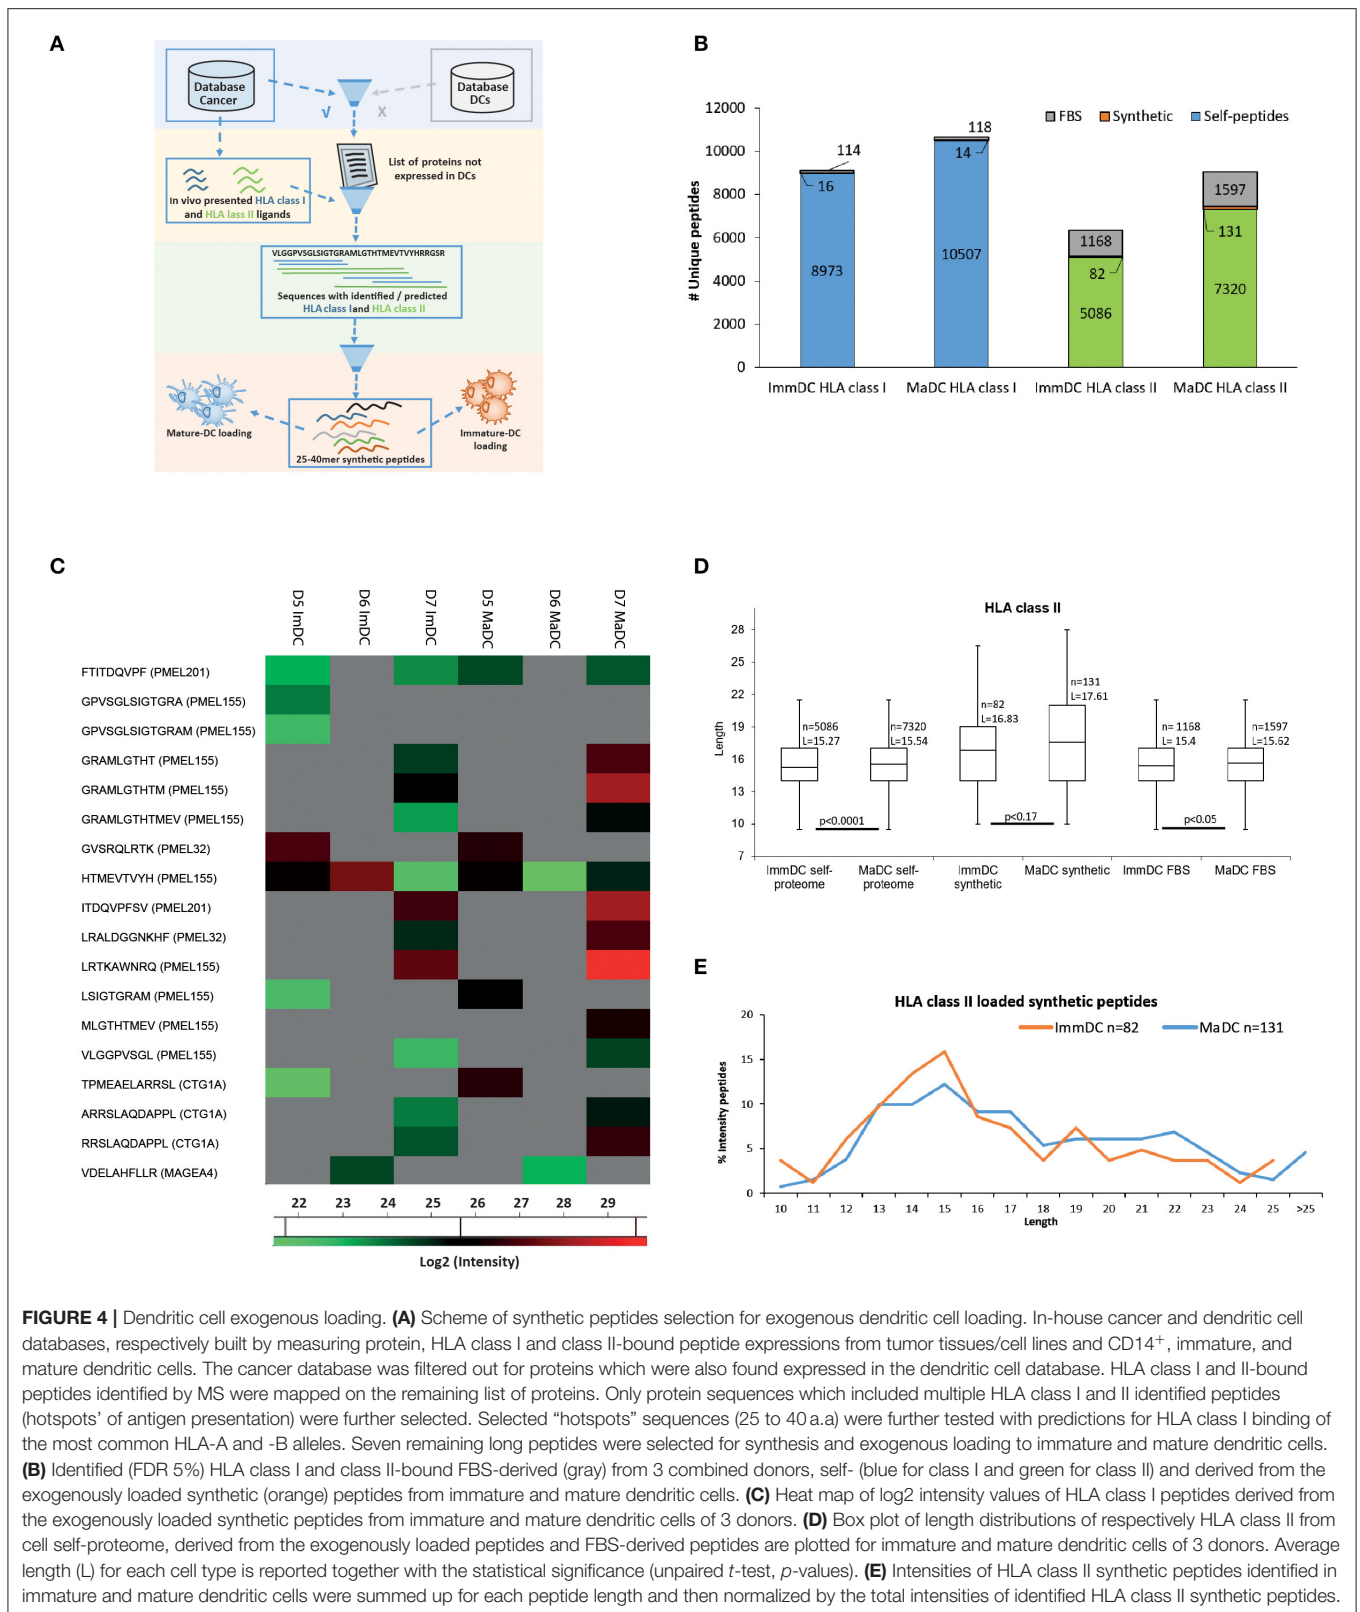 A
Database
Cancer
Database
DCs
√
X
List of proteins not
expressed in DCs
In vivo presented HLA class I
and HLA lass II ligands
VLGGPVSGLSIGTGRAMLGTHTMEVTVYHRRGSR
Sequences with identified / predicted
HLA class I and HLA class II
Mature-DC loading
Immature-DC
loading
25-40mer synthetic peptides
B
12000
10000
8000
6000
4000
2000
0
# Unique peptides
FBS
Synthetic
Self-peptides
114
16
8973
118
14
10507
1168
82
5086
1597
131
7320
ImmDC HLA class I
MaDC HLA class I
ImmDC HLA class II
MaDC HLA class II
C
D5 ImDC
D6 ImDC
D7 ImDC
D5 MaDC
D6 MaDC
D7 MaDC
FTITDQVPF (PMEL201)
GPVSGLSIGTGRA (PMEL155)
GPVSGLSIGTGRAM (PMEL155)
GRAMLGTHT (PMEL155)
GRAMLGTHTM (PMEL155)
GRAMLGTHTMEV (PMEL155)
GVSRQLRTK (PMEL32)
HTMEVTVYH (PMEL155)
ITDQVPFSV (PMEL201)
LRALDGGNKHF (PMEL32)
LRTKAWNRQ (PMEL155)
LSIGTGRAM (PMEL155)
MLGTHTMEV (PMEL155)
VLGGPVSGL (PMEL155)
TPMEAELARRSL (CTG1A)
ARRSLAQDAPPL (CTG1A)
RRSLAQDAPPL (CTG1A)
VDELAHFLLR (MAGEA4)
22 23 24 25 26 27 28 29
Log2 (Intensity)
D
HLA class II
28
25
22
19
16
13
10
7
Length
n=5086
L=15.27
n=7320
L=15.54
n=82
L=16.83
n=131
L=17.61
n= 1168
L= 15.4
n=1597
L=15.62
p<0.0001
p<0.17
p<0.05
ImmDC self-
proteome
MaDC self-
proteome
ImmDC
synthetic
MaDC synthetic
ImmDC FBS
MaDC FBS
E
HLA class II loaded synthetic peptides
ImmDC n=82
MaDC n=131
20
15
10
5
0
% Intensity peptides
10 11 12 13 14 15 16 17 18 19 20 21 22 23 24 25 >25
Length
FIGURE 4 | Dendritic cell exogenous loading. (A) Scheme of synthetic peptides selection for exogenous dendritic cell loading. In-house cancer and dendritic cell
databases, respectively built by measuring protein, HLA class I and class II-bound peptide expressions from tumor tissues/cell lines and CD14+, immature, and
mature dendritic cells. The cancer database was filtered out for proteins which were also found expressed in the dendritic cell database. HLA class I and II-bound
peptides identified by MS were mapped on the remaining list of proteins. Only protein sequences which included multiple HLA class I and II identified peptides
(hotspots' of antigen presentation) were further selected. Selected “hotspots” sequences (25 to 40 a.a) were further tested with predictions for HLA class I binding of
the most common HLA-A and -B alleles. Seven remaining long peptides were selected for synthesis and exogenous loading to immature and mature dendritic cells.
(B) Identified (FDR 5%) HLA class I and class II-bound FBS-derived (gray) from 3 combined donors, self- (blue for class I and green for class II) and derived from the
exogenously loaded synthetic (orange) peptides from immature and mature dendritic cells. (C) Heat map of log2 intensity values of HLA class I peptides derived from
the exogenously loaded synthetic peptides from immature and mature dendritic cells of 3 donors. (D) Box plot of length distributions of respectively HLA class II from
cell self-proteome, derived from the exogenously loaded peptides and FBS-derived peptides are plotted for immature and mature dendritic cells of 3 donors. Average
length (L) for each cell type is reported together with the statistical significance (unpaired t-test, p-values). (E) Intensities of HLA class II synthetic peptides identified in
immature and mature dendritic cells were summed up for each peptide length and then normalized by the total intensities of identified HLA class II synthetic peptides.